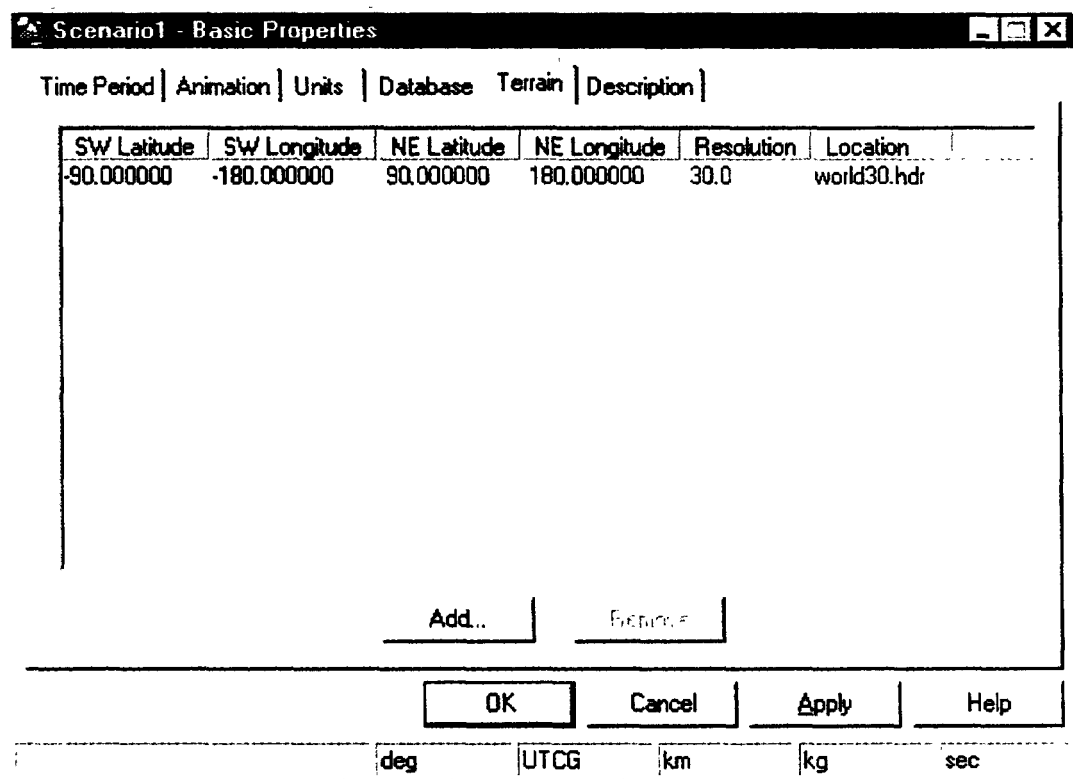 Scenario1 - Basic Properties
Time Period Animation Units Database Terrain Description
SW Latitude SW Longitude NE Latitude NE Longitude Resolution Location
-90.000000 -180.000000 90.000000 180.000000 30.0 world30.hdr
Add... Remove
OK Cancel Apply Help
deg UTCG km kg sec